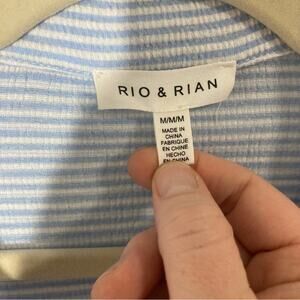 RIO & RIAN
M/M/M
MADE IN
CHINA
FABRIQUE
EN CHINE
HECHO
EN CHINA